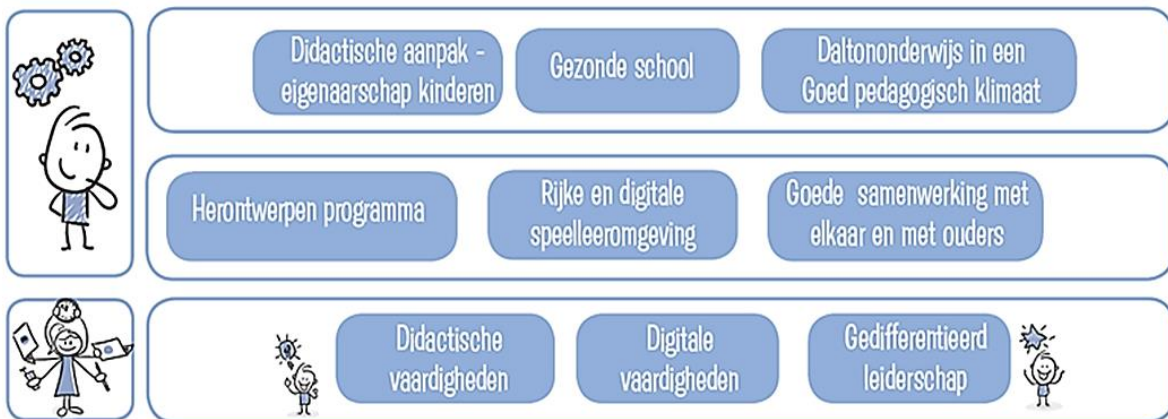 Didactische aanpak -
eigenaarschap kinderen
Gezonde school
Daltononderwijs in een
Goed pedagogisch klimaat
Herontwerpen programma
Rijke en digitale
speelleeromgeving
Goede samenwerking met
elkaar en met ouders
Didactische
vaardigheden
Digitale
vaardigheden
Gedifferentieerd
leiderschap